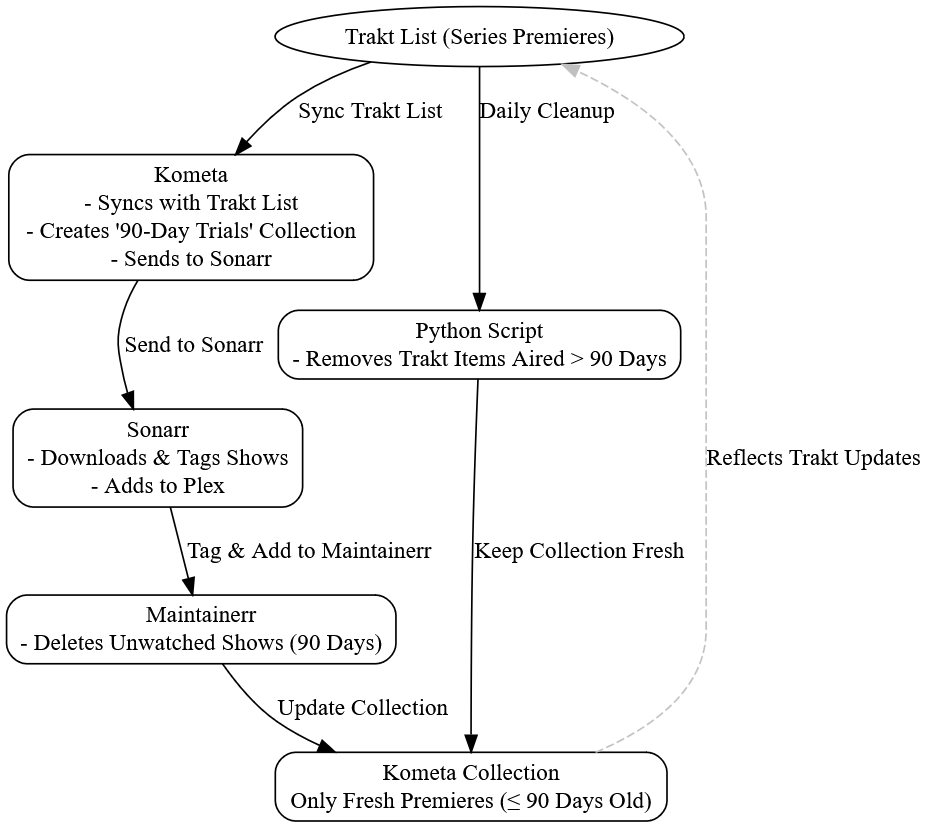 Trakt List (Series Premieres)
Sync Trakt List
Daily Cleanup
Kometa
- Syncs with Trakt List
- Creates '90-Day Trials' Collection
- Sends to Sonarr
Send to Sonarr
Python Script
- Removes Trakt Items Aired > 90 Days
Sonarr
- Downloads & Tags Shows
- Adds to Plex
Reflects Trakt Updates
Tag & Add to Maintainerr
Keep Collection Fresh
Maintainerr
- Deletes Unwatched Shows (90 Days)
Update Collection
Kometa Collection
Only Fresh Premieres (≤ 90 Days Old)